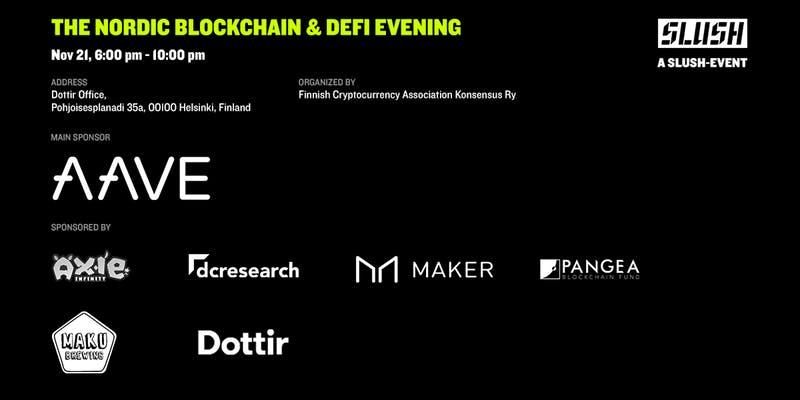 THE NORDIC BLOCKCHAIN & DEFI EVENING
SLUSH
Nov 21, 6:00 pm - 10:00 pm
A SLUSH-EVENT
ADDRESS
Dottir Office,
Pohjoisesplanadi 35a, 00100 Helsinki, Finland
ORGANIZED BY
Finnish Cryptocurrency Association Konsensus Ry
MAIN SPONSOR
AAVE
SPONSORED BY
AXIE
INFINITY
dcresearch
MAKER
PANGEA
BLOCKCHAIN FUND
MAKU
BREWING
Dottir